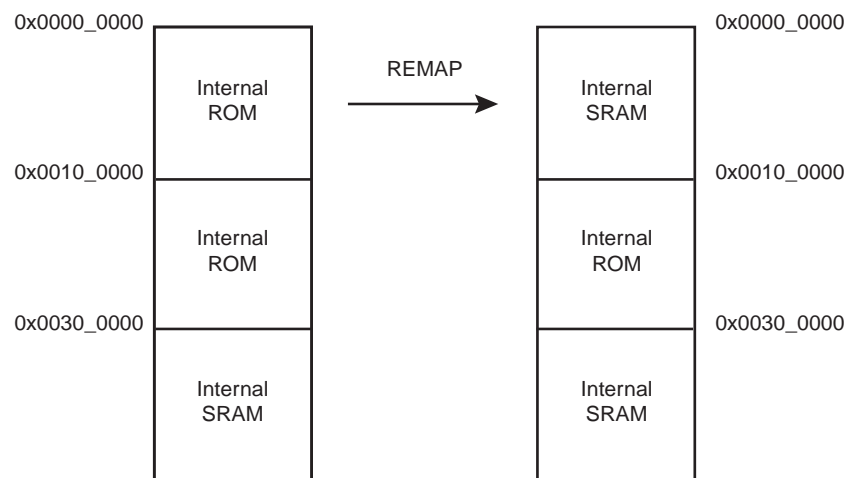 0x0000_0000
Internal
ROM
0x0010_0000
Internal
ROM
0x0030_0000
Internal
SRAM
REMAP
0x0000_0000
Internal
SRAM
0x0010_0000
Internal
ROM
0x0030_0000
Internal
SRAM